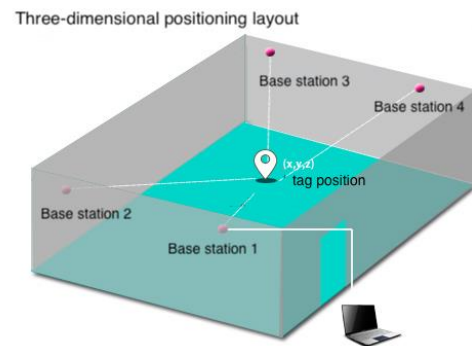 Three-dimensional positioning layout
Base station 3
Base station 4
(x,y,z)
tag position
Base station 2
Base station 1